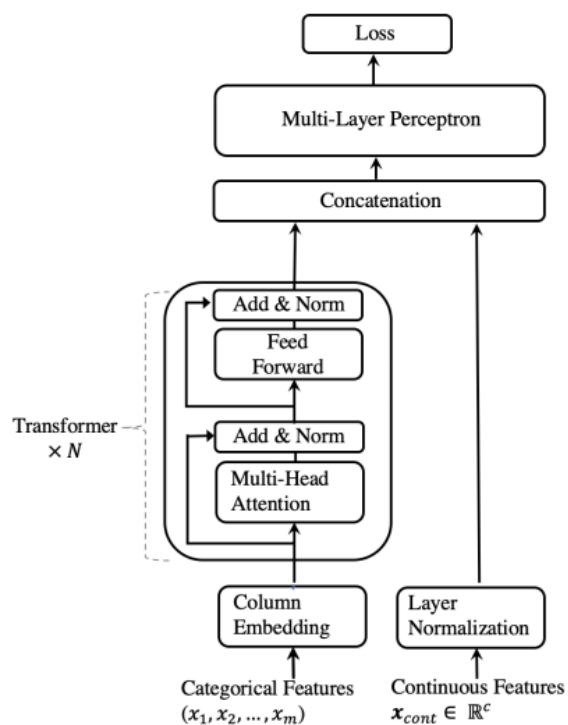 Loss
Multi-Layer Perceptron
Concatenation
Add & Norm
Feed
Forward
Transformer
× N
Add & Norm
Multi-Head
Attention
Column
Embedding
Layer
Normalization
Categorical Features
(x₁, x₂, ..., xₘ)
Continuous Features
x_cont ∈ ℝᶜ